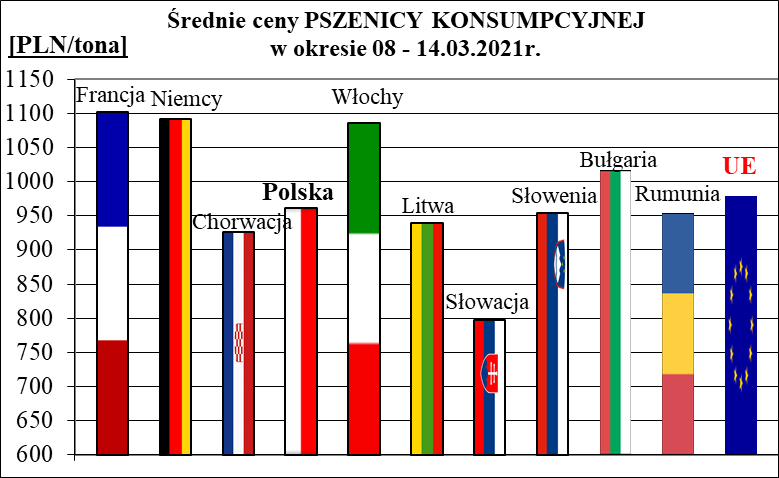 Średnie ceny PSZENICY KONSUMPCYJNEJ
w okresie 08 - 14.03.2021r.
[PLN/tona]
1150
1100
1050
1000
950
900
850
800
750
700
650
600
Francja
Niemcy
Chorwacja
Polska
Włochy
Litwa
Słowacja
Słowenia
Bułgaria
Rumunia
UE